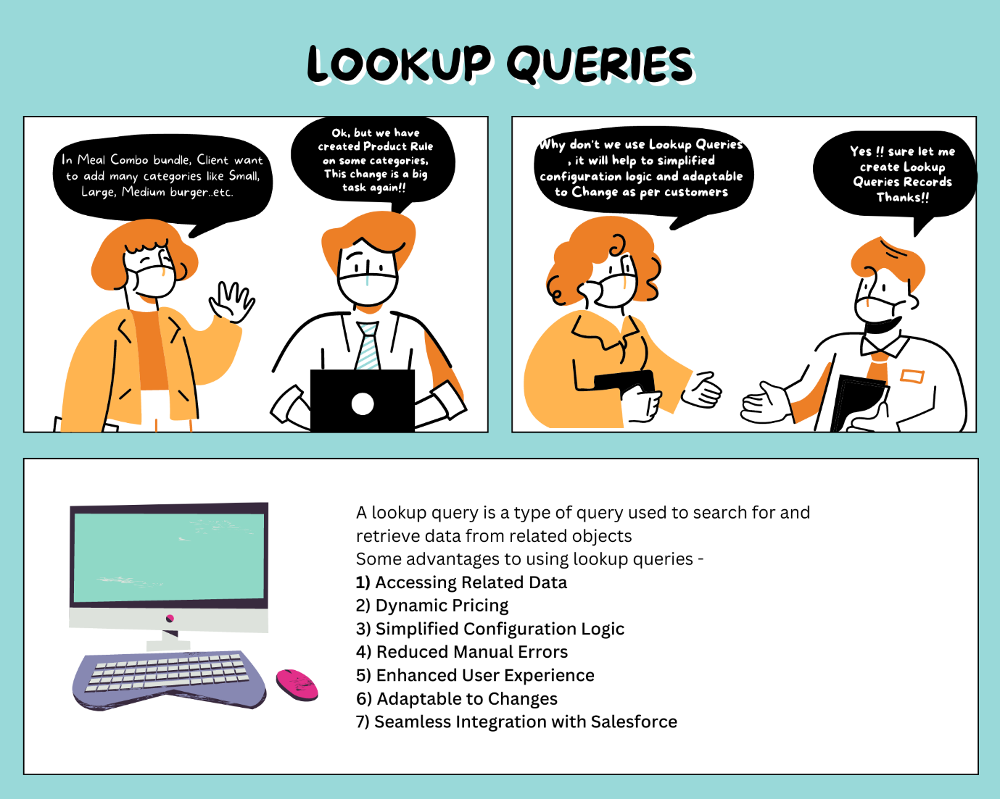 LOOKUP QUERIES
In Meal Combo bundle, Client want
to add many categories like Small,
Large, Medium burger..etc.
Ok, but we have
created Product Rule
on some categories,
This change is a big
task again!!
Why don't we use Lookup Queries
, it will help to simplified
configuration logic and adaptable
to Change as per customers
Yes !! sure let me
create Lookup
Queries Records
Thanks!!
A lookup query is a type of query used to search for and
retrieve data from related objects
Some advantages to using lookup queries -
1) Accessing Related Data
2) Dynamic Pricing
3) Simplified Configuration Logic
4) Reduced Manual Errors
5) Enhanced User Experience
6) Adaptable to Changes
7) Seamless Integration with Salesforce